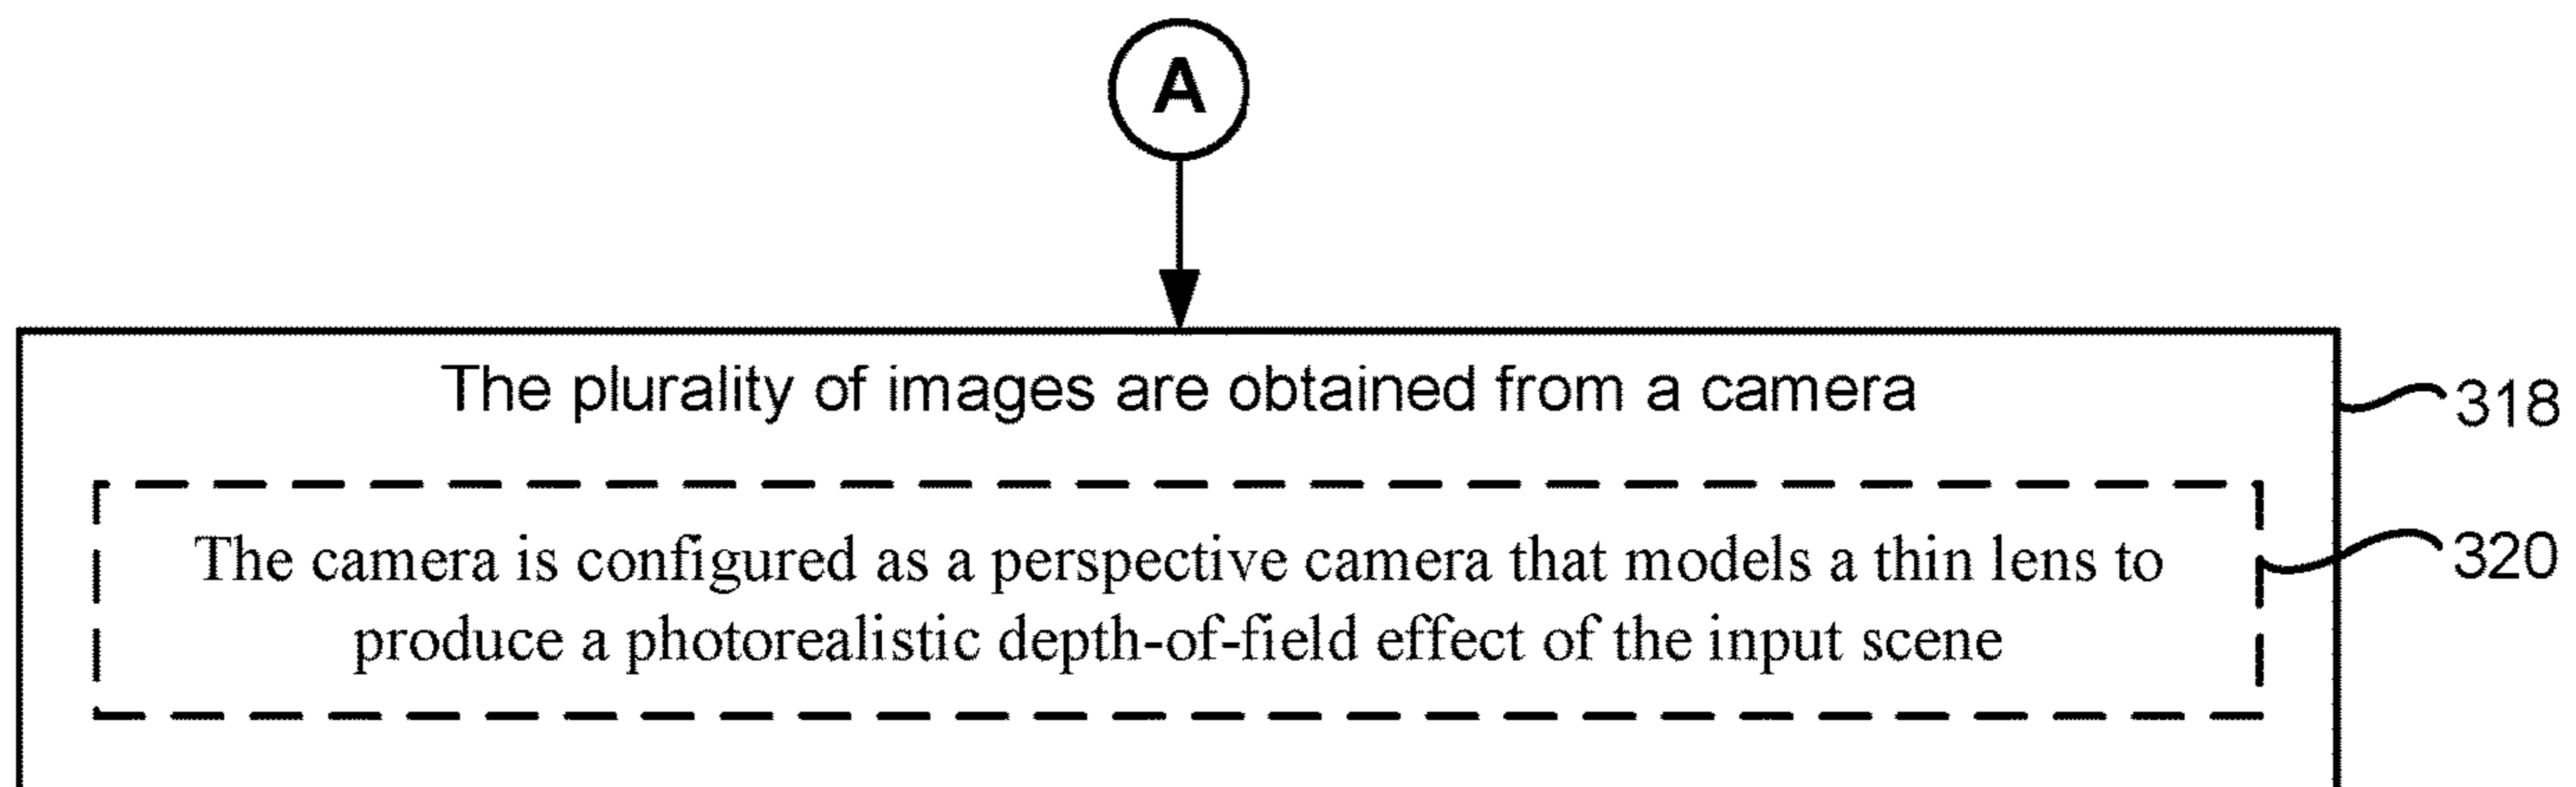 A
The plurality of images are obtained from a camera
318
The camera is configured as a perspective camera that models a thin lens to
produce a photorealistic depth-of-field effect of the input scene
320